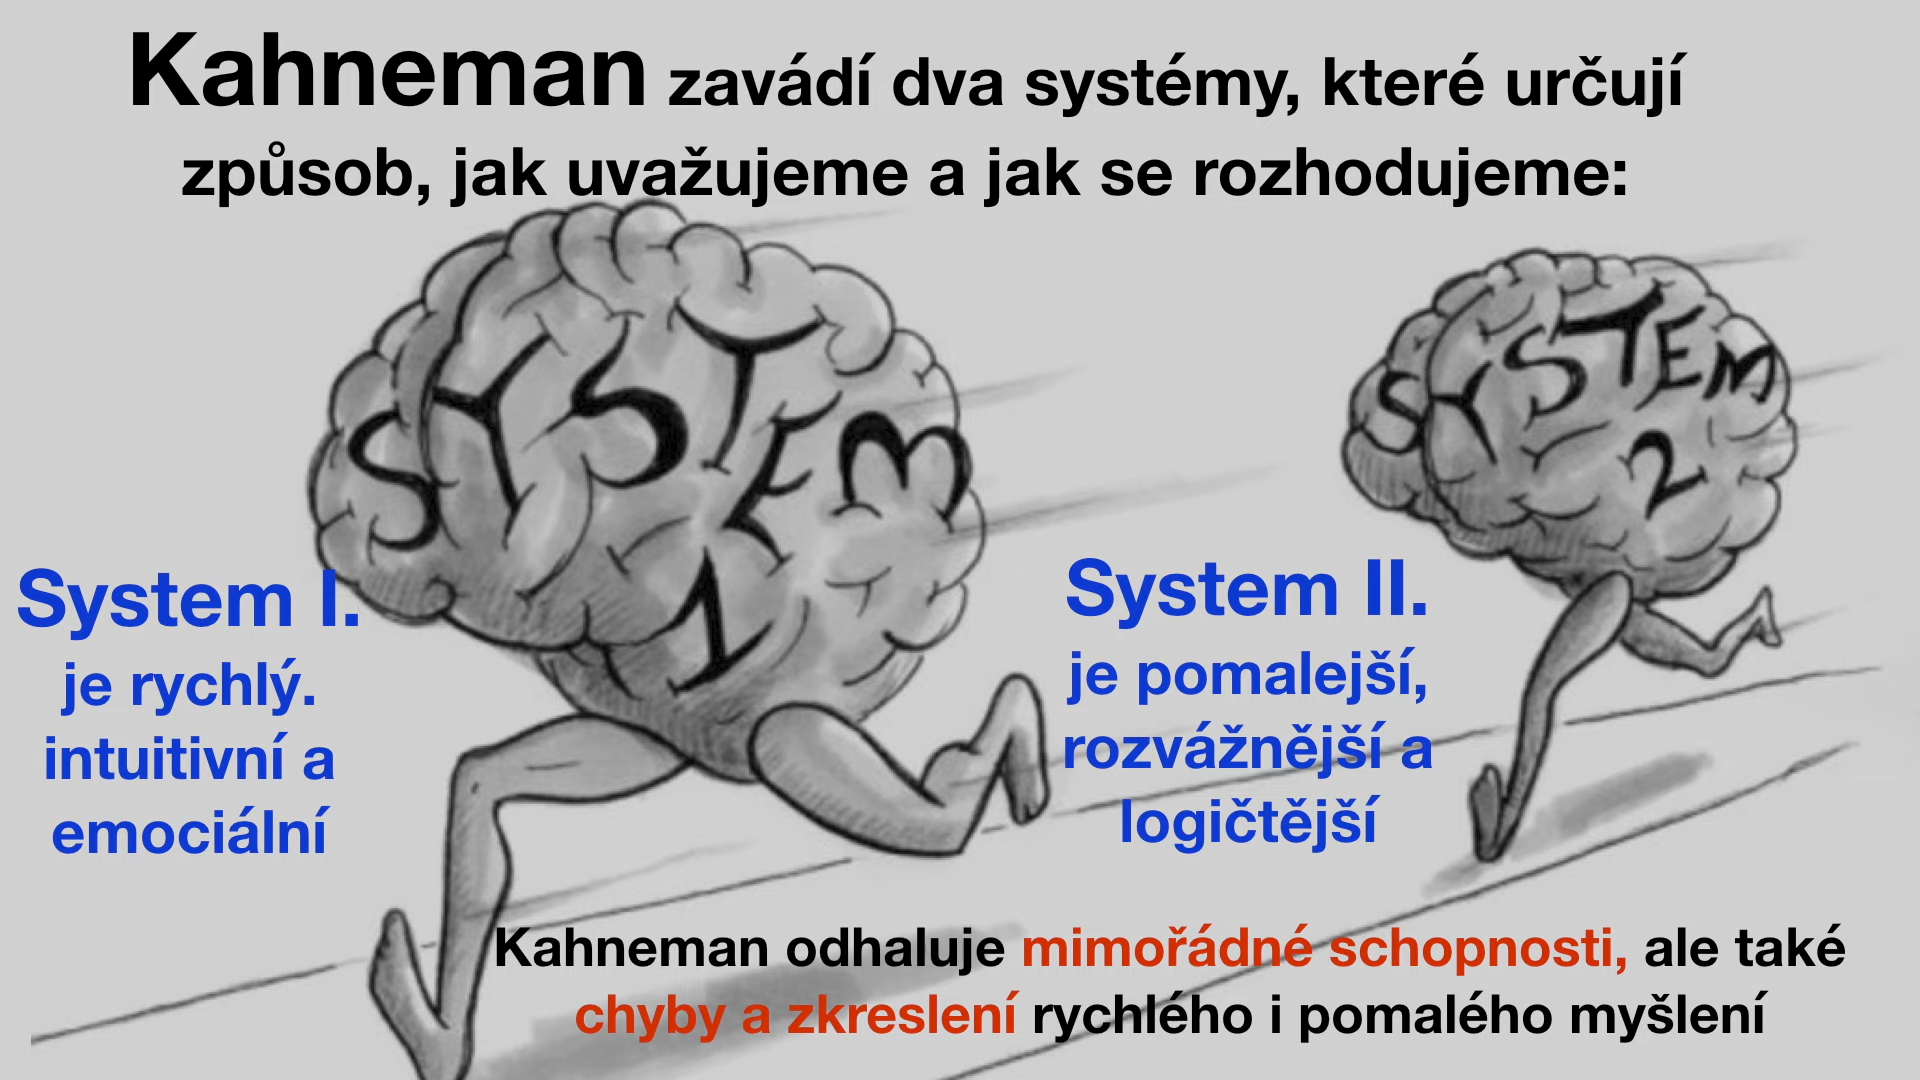 Kahneman zavádí dva systémy, které určují
způsob, jak uvažujeme a jak se rozhodujeme:
SYSTEM
1
SYSTEM
2
System I.
je rychlý.
intuitivní a
emociální
System II.
je pomalejší,
rozvážnější a
logičtější
Kahneman odhaluje mimořádné schopnosti, ale také
chyby a zkreslení rychlého i pomalého myšlení